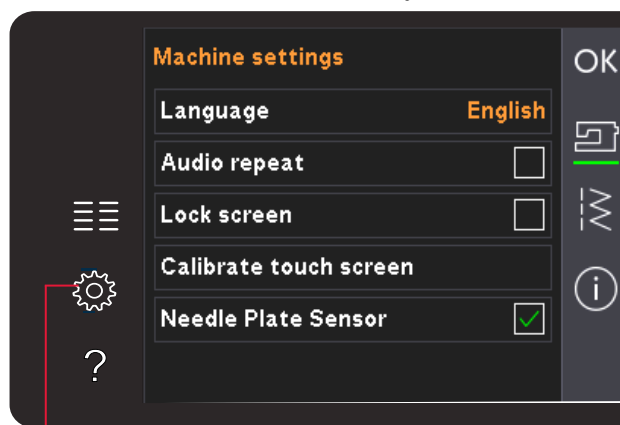 Machine settings
OK
Language English
Audio repeat
Lock screen
Calibrate touch screen
Needle Plate Sensor
?
i